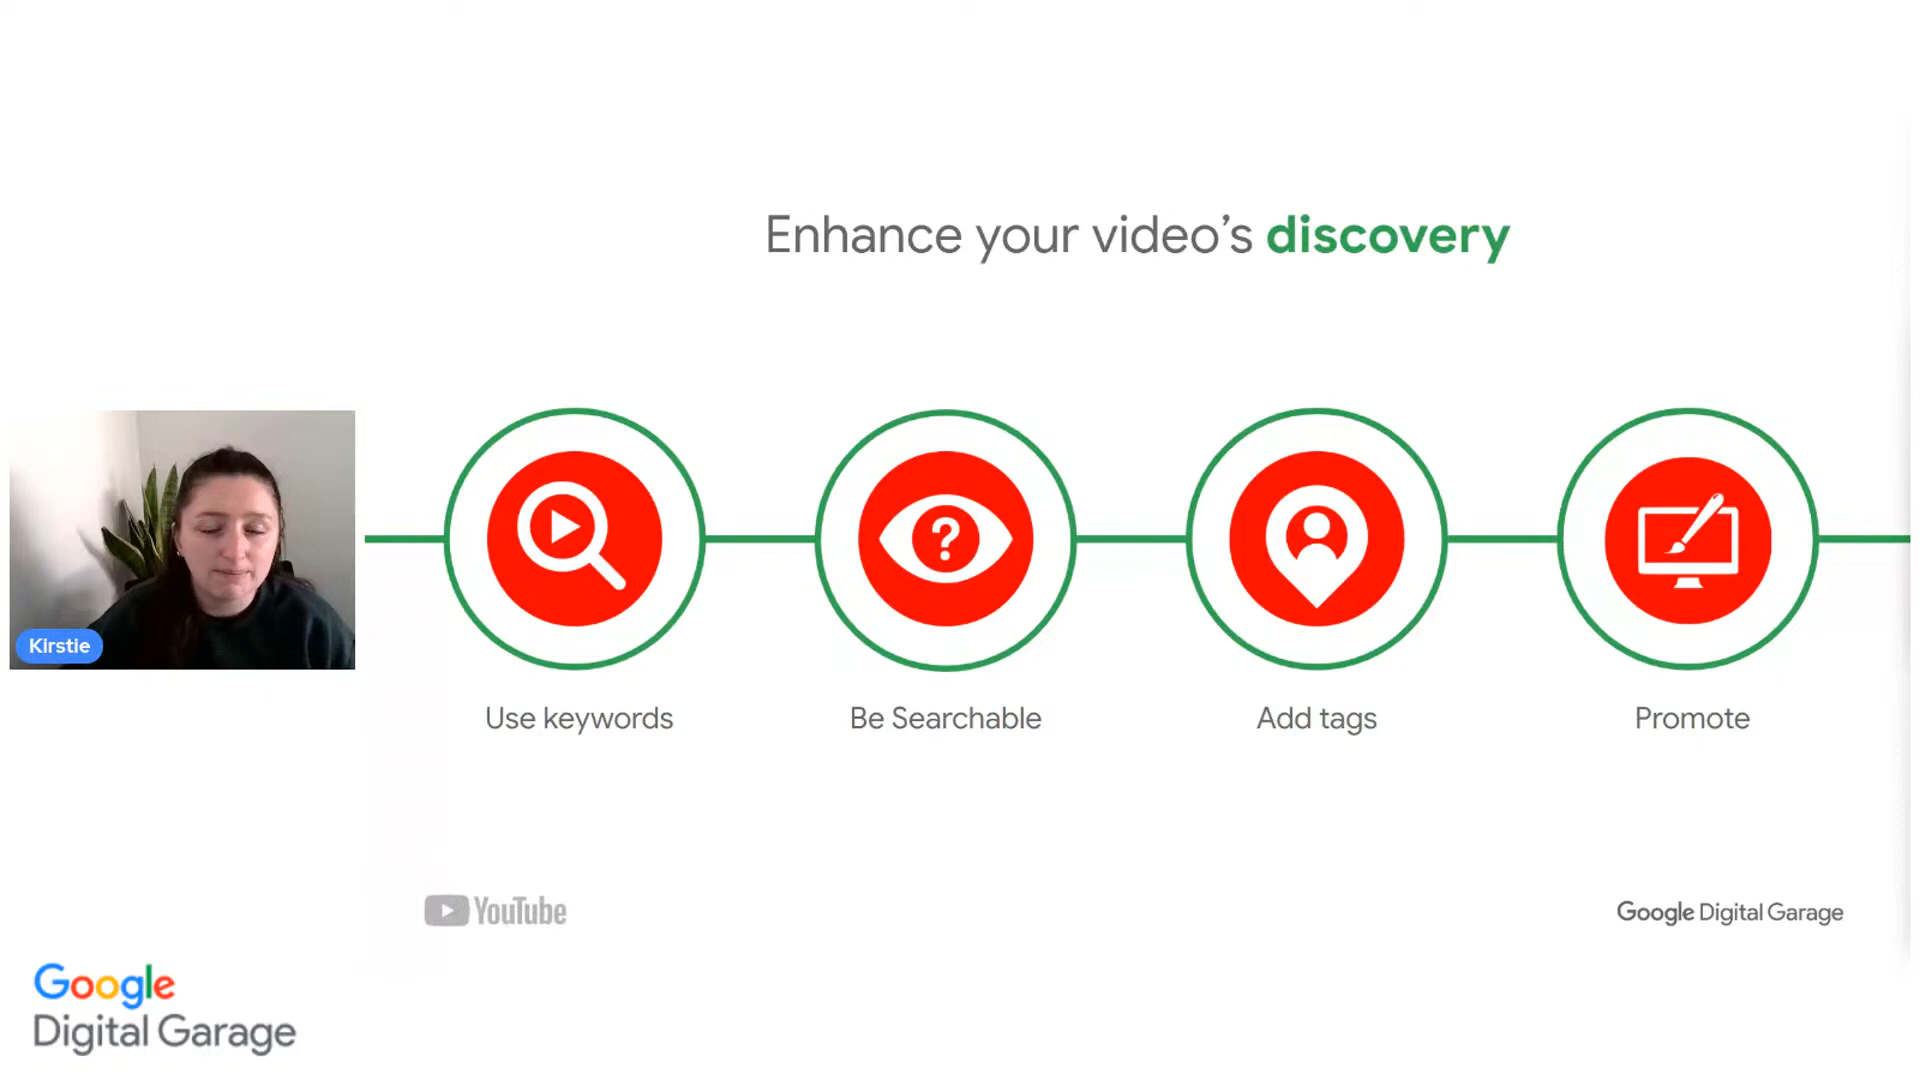 Enhance your video’s discovery
?
Kirstie
Use keywords
Be Searchable
Add tags
Promote
YouTube
Google Digital Garage
Google
Digital Garage